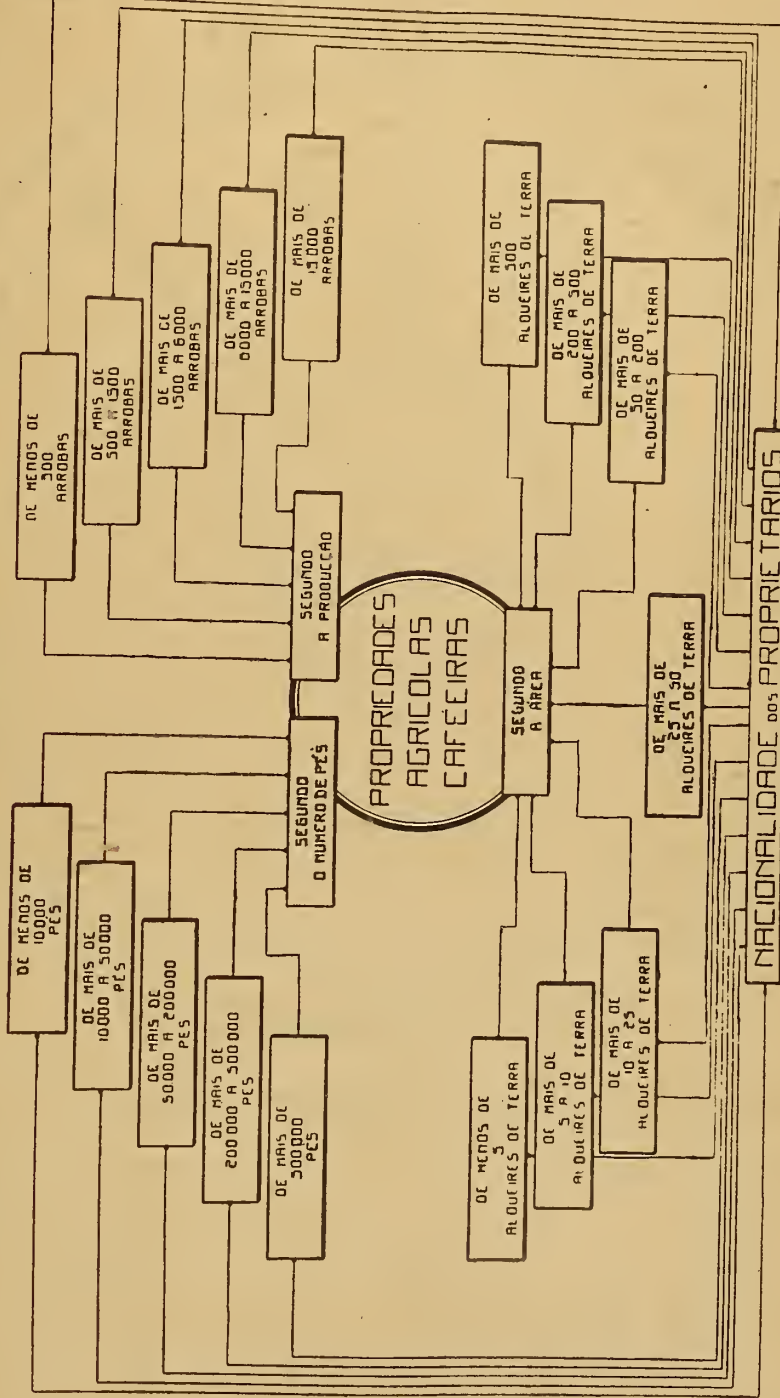 PROPRIEDADES
AGRICOLAS
CAFÉEIRAS
SEGUNDO
O NUMERO DE PÉS
DE MENOS DE
10.000
PÉS
DE MAIS DE
10000 A 50000
PÉS
DE MAIS DE
50.000 A 200000
PÉS
DE MAIS DE
200000 A 500000
PÉS
DE MAIS DE
500000
PÉS
SEGUNDO
A PRODUCCÃO
DE MENOS DE
500
ARROBAS
DE MAIS DE
500 A 1500
ARROBAS
DE MAIS DE
1500 A 6000
ARROBAS
DE MAIS DE
6000 A 15000
ARROBAS
DE MAIS DE
15000
ARROBAS
SEGUNDO
A ÁREA
DE MENOS DE
5
ALQUEIRES DE TERRA
DE MAIS DE
5 A 10
ALQUEIRES DE TERRA
DE MAIS DE
10 A 25
ALQUEIRES DE TERRA
DE MAIS DE
25 A 50
ALQUEIRES DE TERRA
DE MAIS DE
50 A 200
ALQUEIRES DE TERRA
DE MAIS DE
200 A 500
ALQUEIRES DE TERRA
DE MAIS DE
500
ALQUEIRES DE TERRA
NACIONALIDADE DOS PROPRIETARIOS